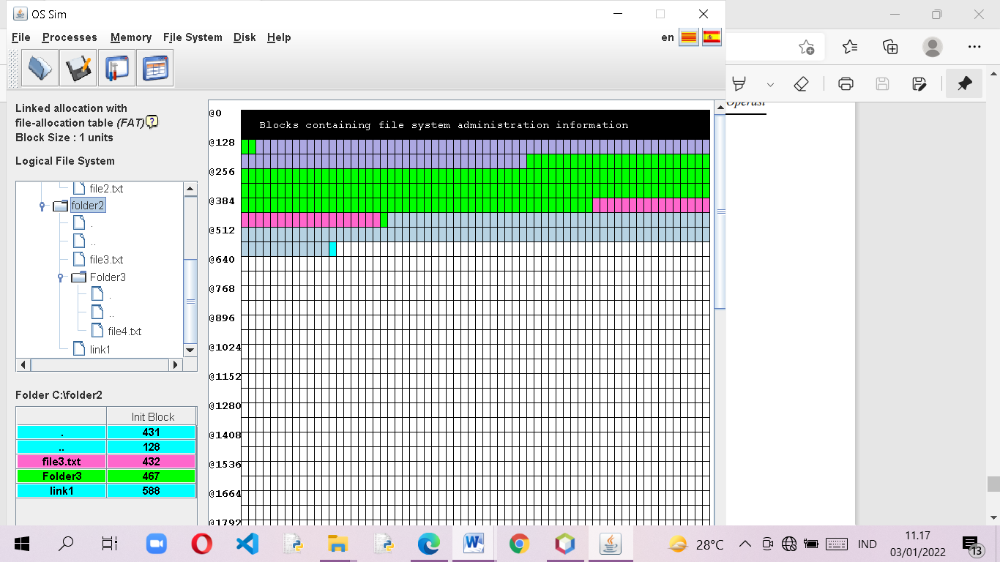 OS Sim
File Processes Memory File System Disk Help
en
Operasi
Linked allocation with
file-allocation table (FAT)
Block Size : 1 units
Logical File System
file2.txt
folder2
.
..
file3.txt
Folder3
.
..
file4.txt
link1
Folder C:\folder2
Init Block
. 431
.. 128
file3.txt 432
Folder3 467
link1 588
@0
Blocks containing file system administration information
@128
@256
@384
@512
@640
@768
@896
@1024
@1152
@1280
@1408
@1536
@1664
@1792
28°C
IND
11.17
03/01/2022
13